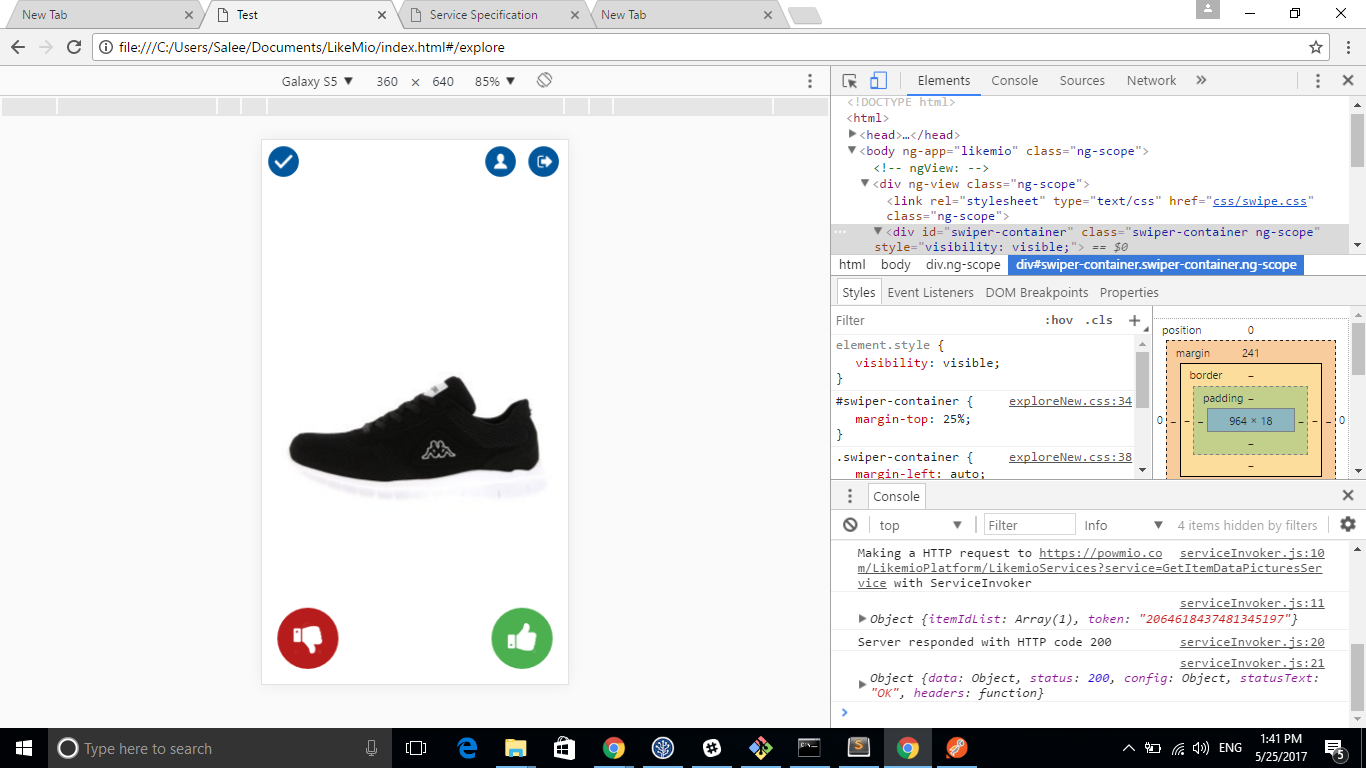 New Tab
Test
Service Specification
New Tab
file:///C:/Users/Salee/Documents/LikeMio/index.html#/explore
Galaxy S5 ▼ 360 × 640 85% ▼
Elements Console Sources Network »
<!DOCTYPE html>
<html>
<head>…</head>
<body ng-app="likemio" class="ng-scope">
<!-- ngView: -->
<div ng-view class="ng-scope">
<link rel="stylesheet" type="text/css" href="css/swipe.css"
class="ng-scope">
… <div id="swiper-container" class="swiper-container ng-scope"
style="visibility: visible;"> == $0
html body div.ng-scope div#swiper-container.swiper-container.ng-scope
Styles Event Listeners DOM Breakpoints Properties
Filter :hov .cls +
element.style {
visibility: visible;
}
#swiper-container { exploreNew.css:34
margin-top: 25%;
}
.swiper-container { exploreNew.css:38
margin-left: auto;
position 0
margin 241
border –
padding –
0 – – – 964 × 18 – – – 0
–
–
Console
top ▼ Filter Info ▼ 4 items hidden by filters
Making a HTTP request to https://powmio.co serviceInvoker.js:10
m/LikemioPlatform/LikemioServices?service=GetItemDataPicturesSer
vice with ServiceInvoker
serviceInvoker.js:11
Object {itemIdList: Array(1), token: "2064618437481345197"}
Server responded with HTTP code 200 serviceInvoker.js:20
serviceInvoker.js:21
Object {data: Object, status: 200, config: Object, statusText:
"OK", headers: function}
Type here to search
ENG
1:41 PM
5/25/2017
5